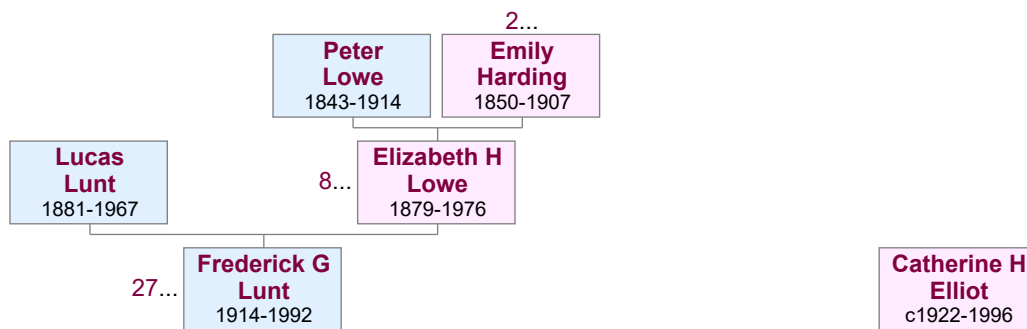 2...
Peter
Lowe
1843-1914
Emily
Harding
1850-1907
Lucas
Lunt
1881-1967
8...
Elizabeth H
Lowe
1879-1976
27...
Frederick G
Lunt
1914-1992
Catherine H
Elliot
c1922-1996